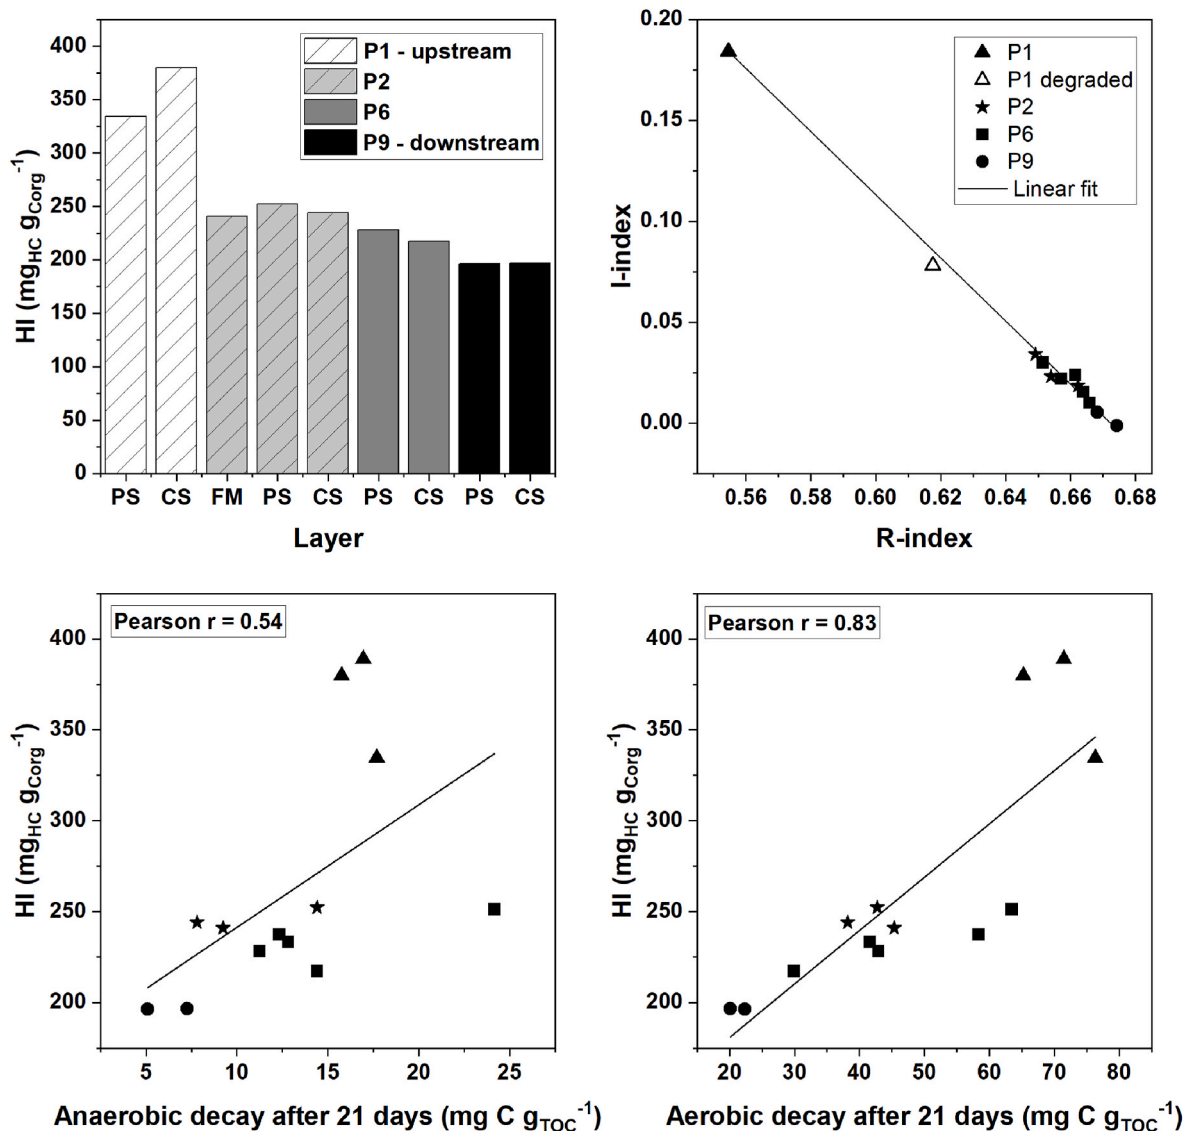 400
350
300
250
200
150
100
50
0
HI (mgHC gCorg-1)
P1 - upstream
P2
P6
P9 - downstream
PS CS FM PS CS PS CS PS CS
Layer
0.20
0.15
0.10
0.05
0.00
I-index
P1
P1 degraded
P2
P6
P9
Linear fit
0.56 0.58 0.60 0.62 0.64 0.66 0.68
R-index
Pearson r = 0.54
400
350
300
250
200
HI (mgHC gCorg-1)
5 10 15 20 25
Anaerobic decay after 21 days (mg C gTOC-1)
Pearson r = 0.83
400
350
300
250
200
HI (mgHC gCorg-1)
20 30 40 50 60 70 80
Aerobic decay after 21 days (mg C gTOC-1)